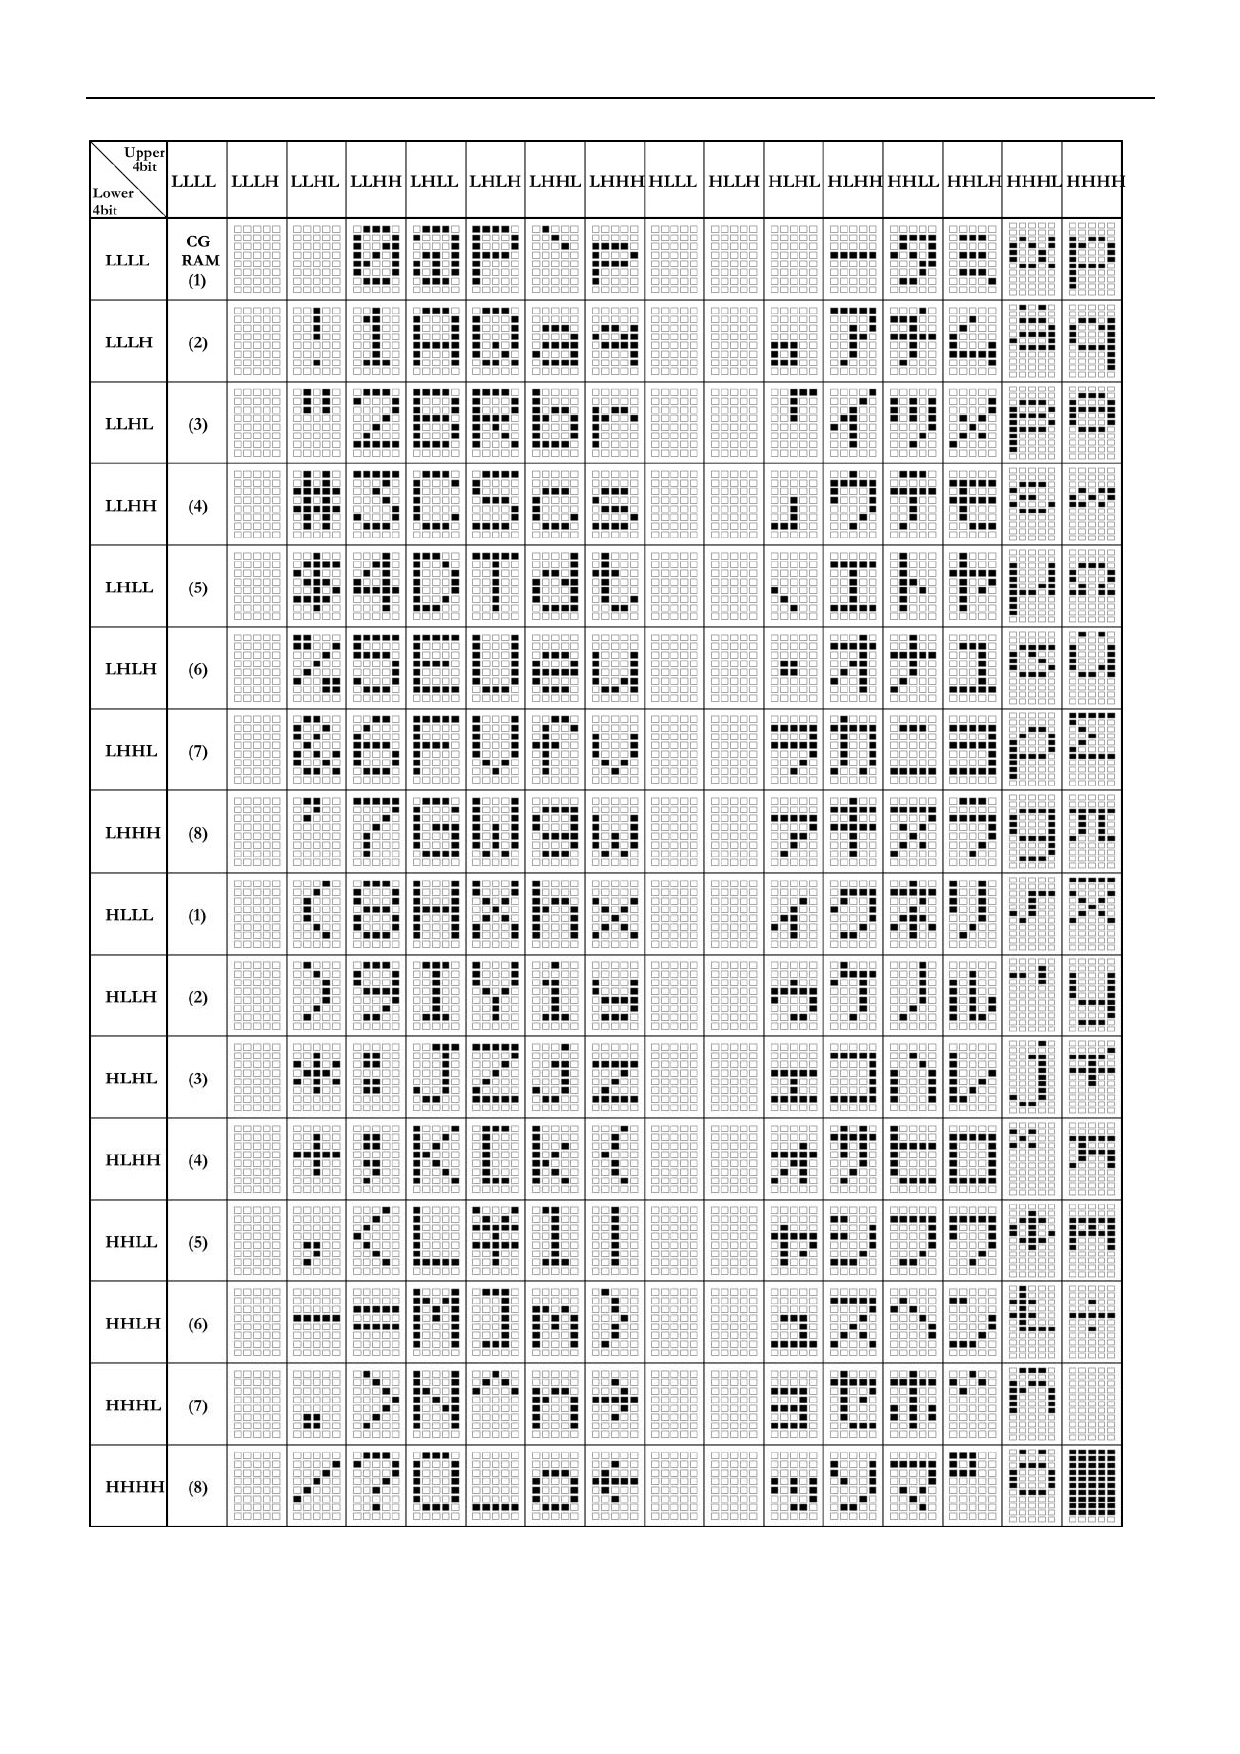 Upper 4bit Lower 4bit LLLL LLLH LLHL LLHH LHLL LHLH LHHL LHHH HLLL HLLH HLHL HLHH HHLL HHLH HHHL HHHH
LLLL CG RAM (1) 0 @ P ` p ー タ ミ α p
LLLH (2) ! 1 A Q a q 。 ア チ ム ä q
LLHL (3) " 2 B R b r 「 イ ツ メ β θ
LLHH (4) # 3 C S c s 」 ウ テ モ ε ∞
LHLL (5) $ 4 D T d t 、 エ ト ヤ μ Ω
LHLH (6) % 5 E U e u ・ オ ナ ユ σ ü
LHHL (7) & 6 F V f v ヲ カ ニ ヨ ρ Σ
LHHH (8) ' 7 G W g w ァ キ ヌ ラ g π
HLLL (1) ( 8 H X h x ィ ク ネ リ √ x̄
HLLH (2) ) 9 I Y i y ゥ ケ ノ ル ⁻¹ y
HLHL (3) * : J Z j z ェ コ ハ レ j 千
HLHH (4) + ; K [ k { ォ サ ヒ ロ ˣ 万
HHLL (5) , < L ¥ l | ャ シ フ ワ ¢ 円
HHLH (6) - = M ] m } ュ ス ヘ ン Ł ÷
HHHL (7) . > N ^ n → ョ セ ホ ゛ ñ
HHHH (8) / ? O _ o ← ッ ソ マ ゜ ö █